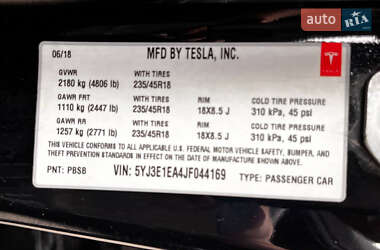 auto RIA
06/18 MFD BY TESLA, INC.
GVWR WITH TIRES
2180 kg (4806 lb) 235/45R18
GAWR FRT WITH TIRES RIM COLD TIRE PRESSURE
1110 kg (2447 lb) 235/45R18 18X8.5 J 310 kPa, 45 psi
GAWR RR WITH TIRES RIM COLD TIRE PRESSURE
1257 kg (2771 lb) 235/45R18 18X8.5 J 310 kPa, 45 psi
THIS VEHICLE CONFORMS TO ALL APPLICABLE U.S. FEDERAL MOTOR VEHICLE SAFETY, BUMPER, AND
THEFT PREVENTION STANDARDS IN EFFECT ON THE DATE OF MANUFACTURE SHOWN ABOVE.
PNT: PBSB VIN: 5YJ3E1EA4JF044169 TYPE: PASSENGER CAR
TESLA